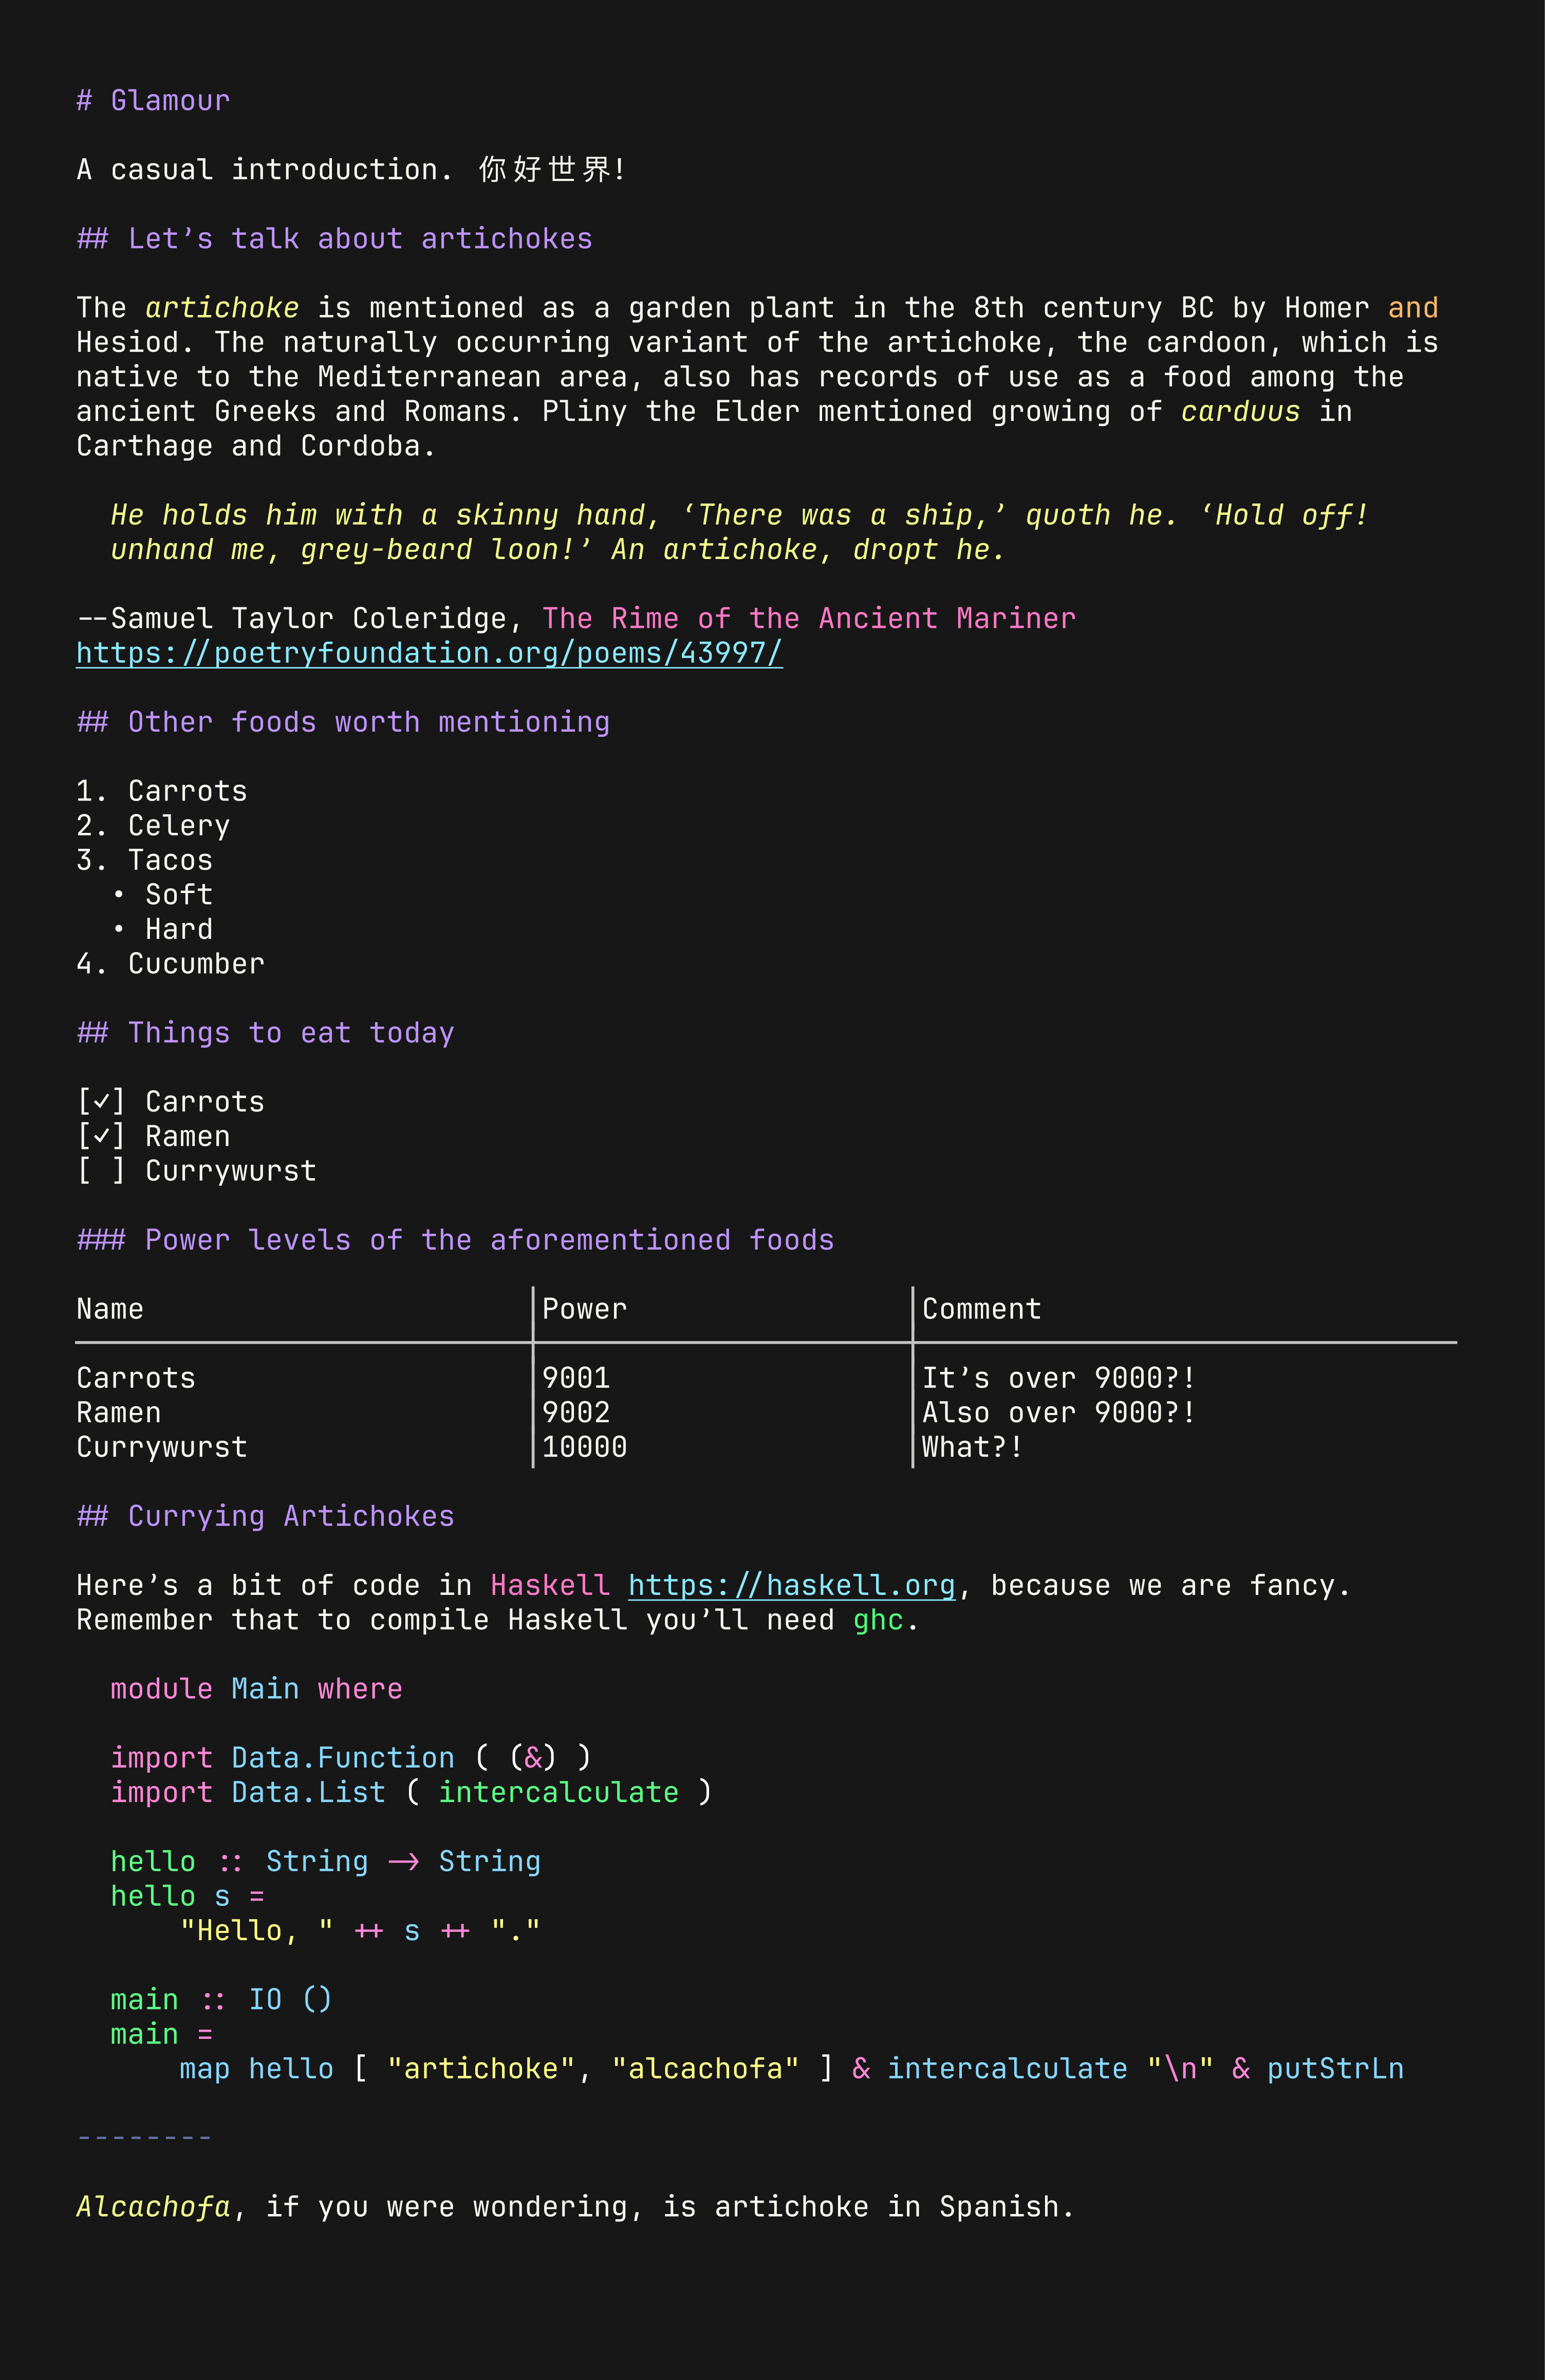 # Glamour
A casual introduction. 你好世界!
## Let’s talk about artichokes
The artichoke is mentioned as a garden plant in the 8th century BC by Homer and
Hesiod. The naturally occurring variant of the artichoke, the cardoon, which is
native to the Mediterranean area, also has records of use as a food among the
ancient Greeks and Romans. Pliny the Elder mentioned growing of carduus in
Carthage and Cordoba.
He holds him with a skinny hand, ‘There was a ship,’ quoth he. ‘Hold off!
unhand me, grey-beard loon!’ An artichoke, dropt he.
--Samuel Taylor Coleridge, The Rime of the Ancient Mariner
https://poetryfoundation.org/poems/43997/
## Other foods worth mentioning
1. Carrots
2. Celery
3. Tacos
• Soft
• Hard
4. Cucumber
## Things to eat today
[✓] Carrots
[✓] Ramen
[ ] Currywurst
### Power levels of the aforementioned foods
Name │Power │Comment
Carrots │9001 │It’s over 9000?!
Ramen │9002 │Also over 9000?!
Currywurst │10000 │What?!
## Currying Artichokes
Here’s a bit of code in Haskell https://haskell.org, because we are fancy.
Remember that to compile Haskell you’ll need ghc.
module Main where
import Data.Function ( (&) )
import Data.List ( intercalculate )
hello :: String -> String
hello s =
"Hello, " ++ s ++ "."
main :: IO ()
main =
map hello [ "artichoke", "alcachofa" ] & intercalculate "\n" & putStrLn
--------
Alcachofa, if you were wondering, is artichoke in Spanish.